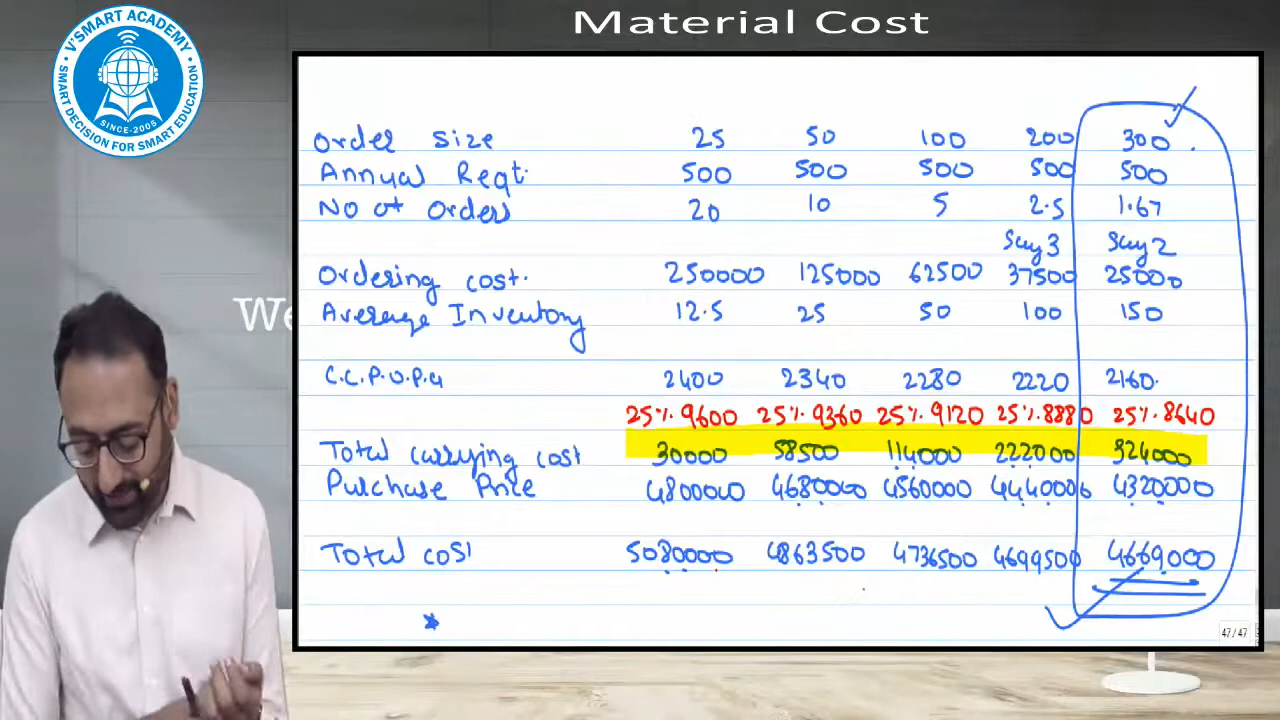 Material Cost
V'SMART ACADEMY
SINCE-2005
SMART DECISION FOR SMART EDUCATION
We
Order Size 25 50 100 200 300
Annual Reqt. 500 500 500 500 500
No of Orders 20 10 5 2.5 1.67
Say 3 Say 2
Ordering cost. 250000 125000 62500 37500 25000
Average Inventory 12.5 25 50 100 150
C.C.P.U.P.a 2400 2340 2280 2220 2160.
25% 9600 25% 9360 25% 9120 25% 8880 25% 8640
Total carrying cost 30000 58500 114000 222000 324000
Purchase Price 4800000 4680000 4560000 4440000 4320000
Total cost 5080000 4863500 4736500 4699500 4669000
47/47